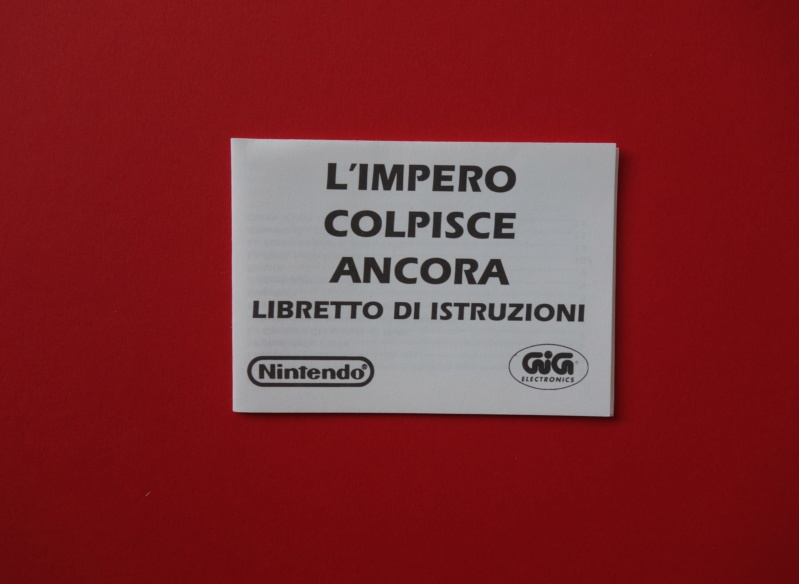 L'IMPERO
COLPISCE
ANCORA
LIBRETTO DI ISTRUZIONI
Nintendo®
GiG®
ELECTRONICS